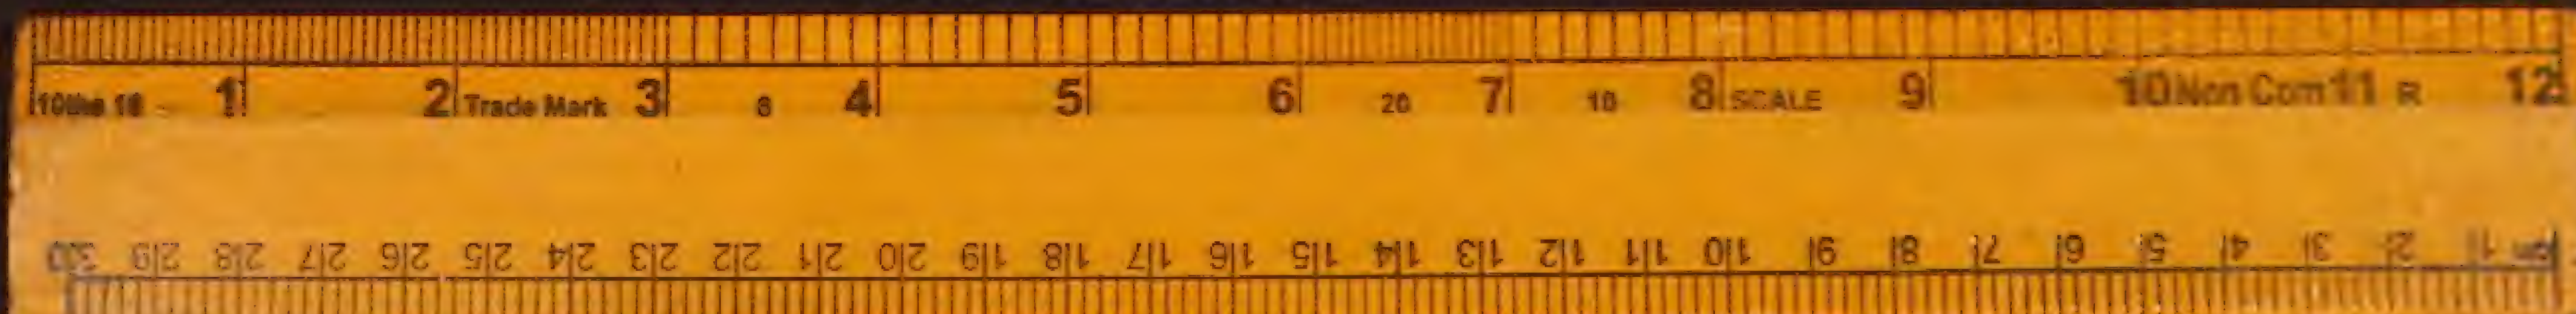 10ths 16 1 2 Trade Mark 3 8 4 5 6 20 7 10 8 SCALE 9 10 Non Com 11 R 12
cm 1 2 3 4 5 6 7 8 9 10 11 12 13 14 15 16 17 18 19 20 21 22 23 24 25 26 27 28 29 30